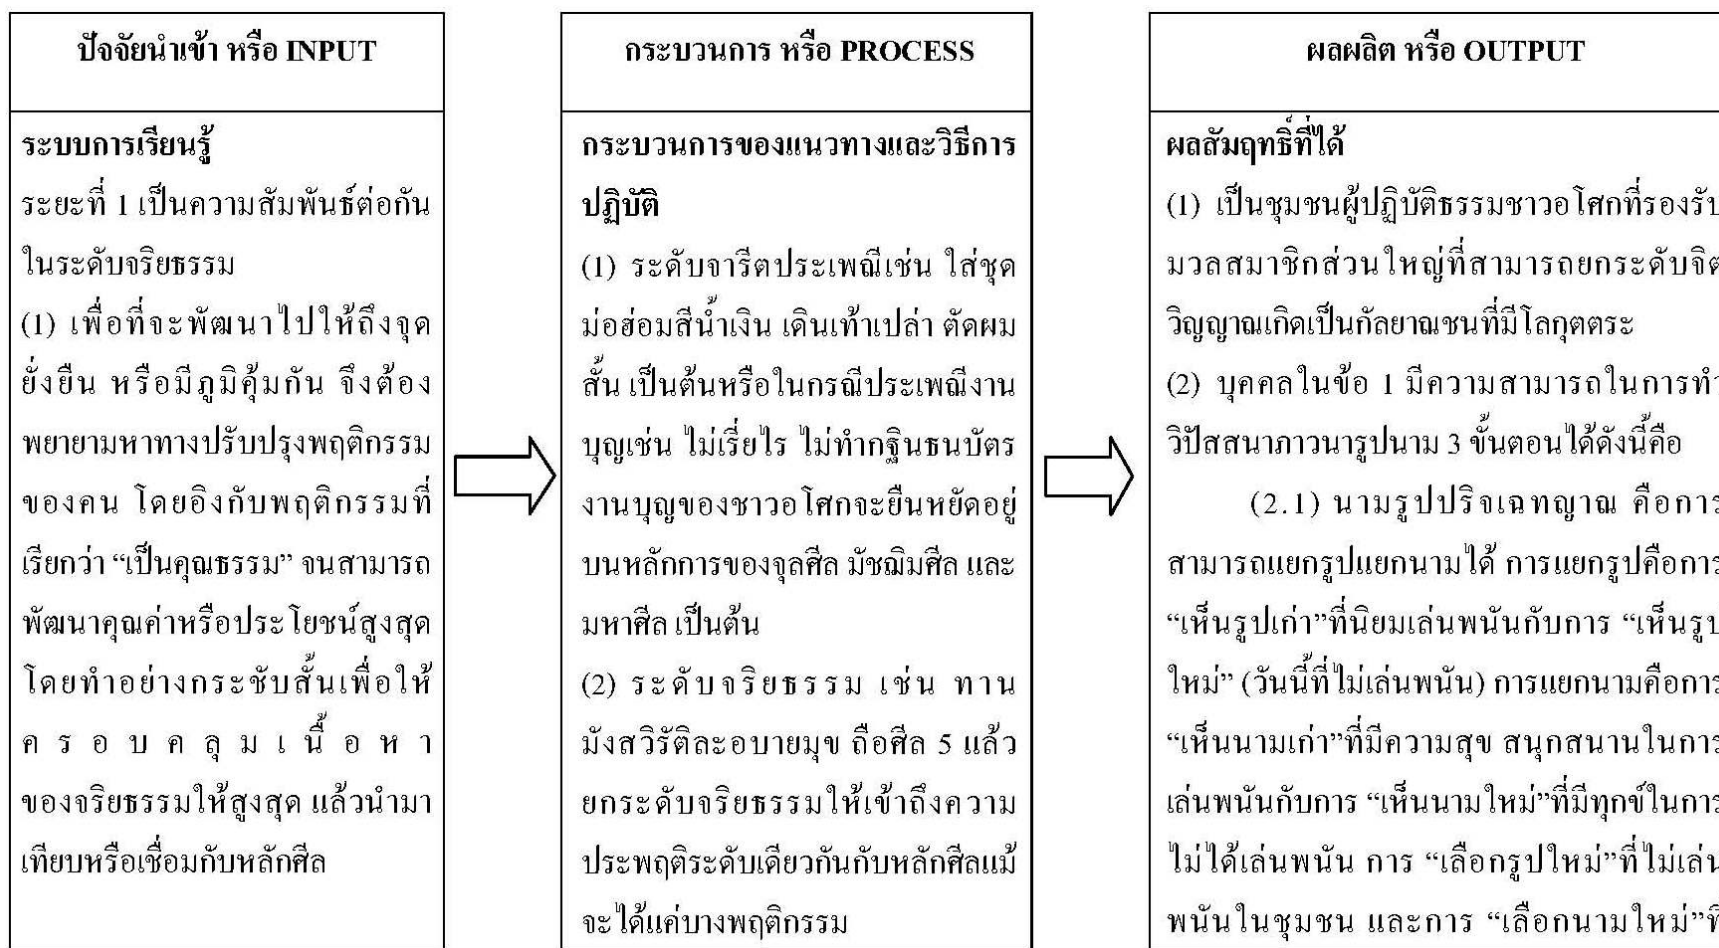 ปัจจัยนำเข้า หรือ INPUT
ระบบการเรียนรู้
ระยะที่ 1 เป็นความสัมพันธ์ต่อกัน
ในระดับจริยธรรม
(1) เพื่อที่จะพัฒนาไปให้ถึงจุด
ยั่งยืน หรือมีภูมิคุ้มกัน จึงต้อง
พยายามหาทางปรับปรุงพฤติกรรม
ของคน โดยอิงกับพฤติกรรมที่
เรียกว่า “เป็นคุณธรรม” จนสามารถ
พัฒนาคุณค่าหรือประโยชน์สูงสุด
โดยทำอย่างกระชับสั้นเพื่อให้
ครอบคลุมเนื้อหา
ของจริยธรรมให้สูงสุด แล้วนำมา
เทียบหรือเชื่อมกับหลักศีล
กระบวนการ หรือ PROCESS
กระบวนการของแนวทางและวิธีการ
ปฏิบัติ
(1) ระดับจารีตประเพณีเช่น ใส่ชุด
ม่อฮ่อมสีน้ำเงิน เดินเท้าเปล่า ตัดผม
สั้น เป็นต้นหรือในกรณีประเพณีงาน
บุญเช่น ไม่เรี่ยไร ไม่ทำกฐินธนบัตร
งานบุญของชาวอโศกจะยืนหยัดอยู่
บนหลักการของจุลศีล มัชฌิมศีล และ
มหาศีล เป็นต้น
(2) ระดับจริยธรรม เช่น ทาน
มังสวิรัติละอบายมุข ถือศีล 5 แล้ว
ยกระดับจริยธรรมให้เข้าถึงความ
ประพฤติระดับเดียวกันกับหลักศีลแม้
จะได้แค่บางพฤติกรรม
ผลผลิต หรือ OUTPUT
ผลสัมฤทธิ์ที่ได้
(1) เป็นชุมชนผู้ปฏิบัติธรรมชาวอโศกที่รองรับ
มวลสมาชิกส่วนใหญ่ที่สามารถยกระดับจิต
วิญญาณเกิดเป็นกัลยาณชนที่มีโลกุตตระ
(2) บุคคลในข้อ 1 มีความสามารถในการทำ
วิปัสสนาภาวนารูปนาม 3 ขั้นตอนได้ดังนี้คือ
(2.1) นามรูปปริจเฉทญาณ คือการ
สามารถแยกรูปแยกนามได้ การแยกรูปคือการ
“เห็นรูปเก่า”ที่นิยมเล่นพนันกับการ “เห็นรูป
ใหม่” (วันนี้ที่ไม่เล่นพนัน) การแยกนามคือการ
“เห็นนามเก่า”ที่มีความสุข สนุกสนานในการ
เล่นพนันกับการ “เห็นนามใหม่”ที่มีทุกข์ในการ
ไม่ได้เล่นพนัน การ “เลือกรูปใหม่”ที่ไม่เล่น
พนันในชุมชน และการ “เลือกนามใหม่”ที่